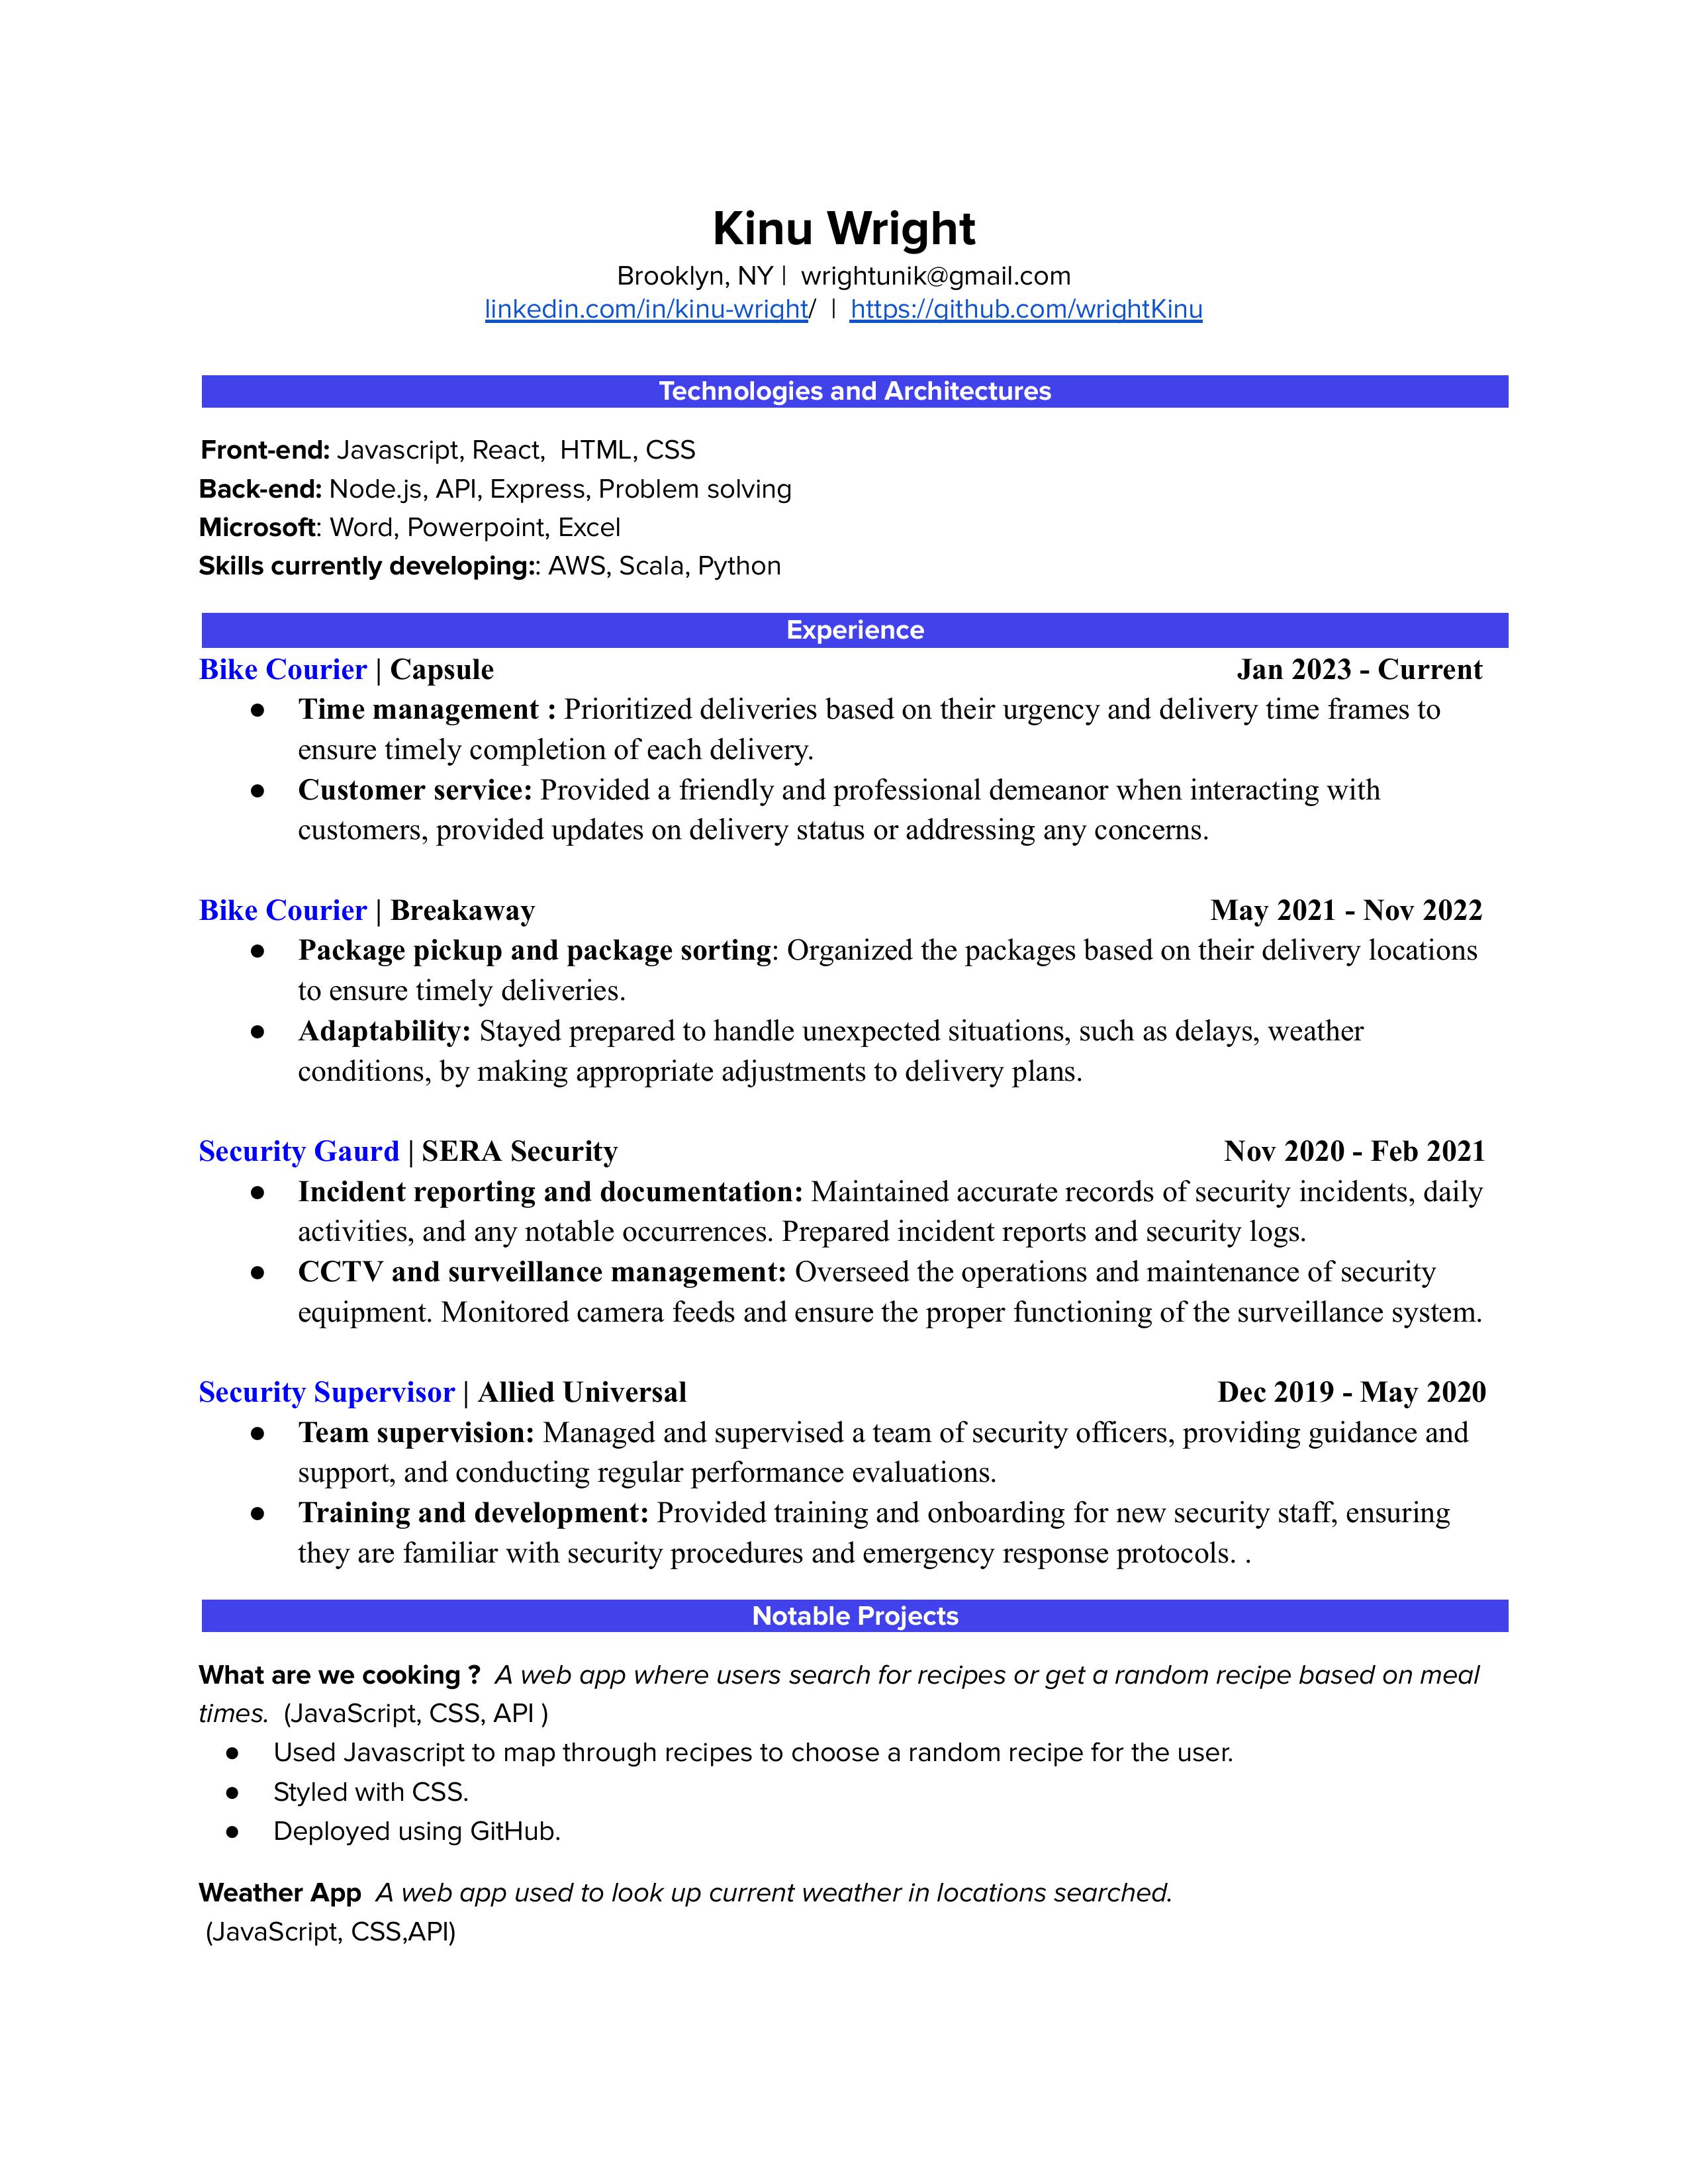 Kinu Wright
Brooklyn, NY | wrightunik@gmail.com
linkedin.com/in/kinu-wright/ | https://github.com/wrightKinu
Technologies and Architectures
Front-end: Javascript, React, HTML, CSS
Back-end: Node.js, API, Express, Problem solving
Microsoft: Word, Powerpoint, Excel
Skills currently developing:: AWS, Scala, Python
Experience
Bike Courier | Capsule Jan 2023 - Current
● Time management : Prioritized deliveries based on their urgency and delivery time frames to
ensure timely completion of each delivery.
● Customer service: Provided a friendly and professional demeanor when interacting with
customers, provided updates on delivery status or addressing any concerns.
Bike Courier | Breakaway May 2021 - Nov 2022
● Package pickup and package sorting: Organized the packages based on their delivery locations
to ensure timely deliveries.
● Adaptability: Stayed prepared to handle unexpected situations, such as delays, weather
conditions, by making appropriate adjustments to delivery plans.
Security Gaurd | SERA Security Nov 2020 - Feb 2021
● Incident reporting and documentation: Maintained accurate records of security incidents, daily
activities, and any notable occurrences. Prepared incident reports and security logs.
● CCTV and surveillance management: Overseed the operations and maintenance of security
equipment. Monitored camera feeds and ensure the proper functioning of the surveillance system.
Security Supervisor | Allied Universal Dec 2019 - May 2020
● Team supervision: Managed and supervised a team of security officers, providing guidance and
support, and conducting regular performance evaluations.
● Training and development: Provided training and onboarding for new security staff, ensuring
they are familiar with security procedures and emergency response protocols. .
Notable Projects
What are we cooking ? A web app where users search for recipes or get a random recipe based on meal
times. (JavaScript, CSS, API )
● Used Javascript to map through recipes to choose a random recipe for the user.
● Styled with CSS.
● Deployed using GitHub.
Weather App A web app used to look up current weather in locations searched.
(JavaScript, CSS,API)